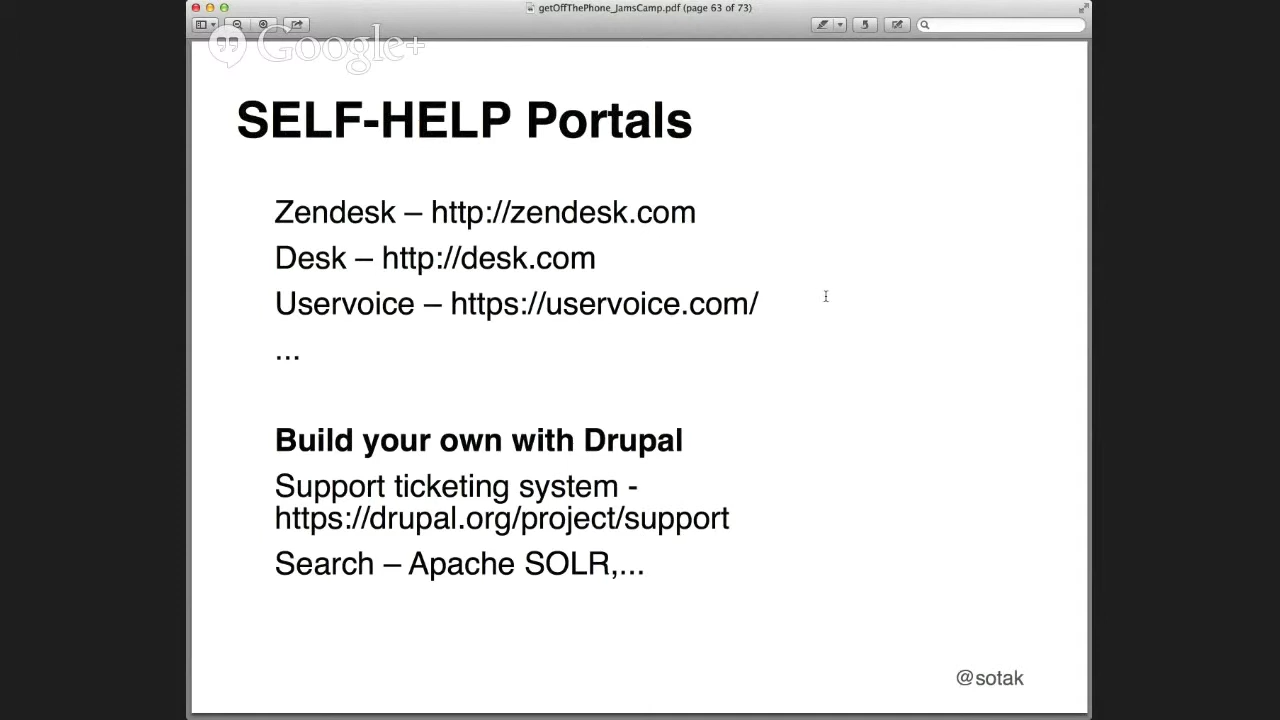 getOffThePhone_JamsCamp.pdf (page 63 of 73)
Google+
SELF-HELP Portals
Zendesk – http://zendesk.com
Desk – http://desk.com
Uservoice – https://uservoice.com/
...
Build your own with Drupal
Support ticketing system -
https://drupal.org/project/support
Search – Apache SOLR,...
@sotak